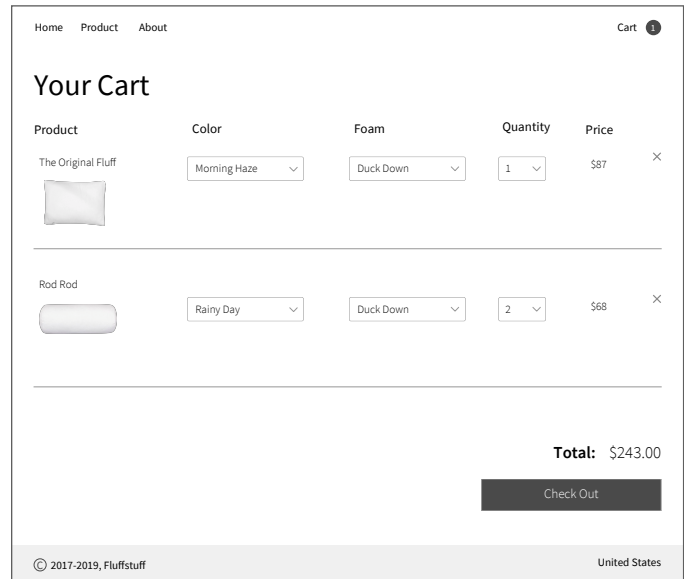 Home Product About Cart 1
Your Cart
Product Color Foam Quantity Price
The Original Fluff Morning Haze Duck Down 1 $87
Rod Rod
Rainy Day Duck Down 2 $68
Total: $243.00
Check Out
© 2017-2019, Fluffstuff United States